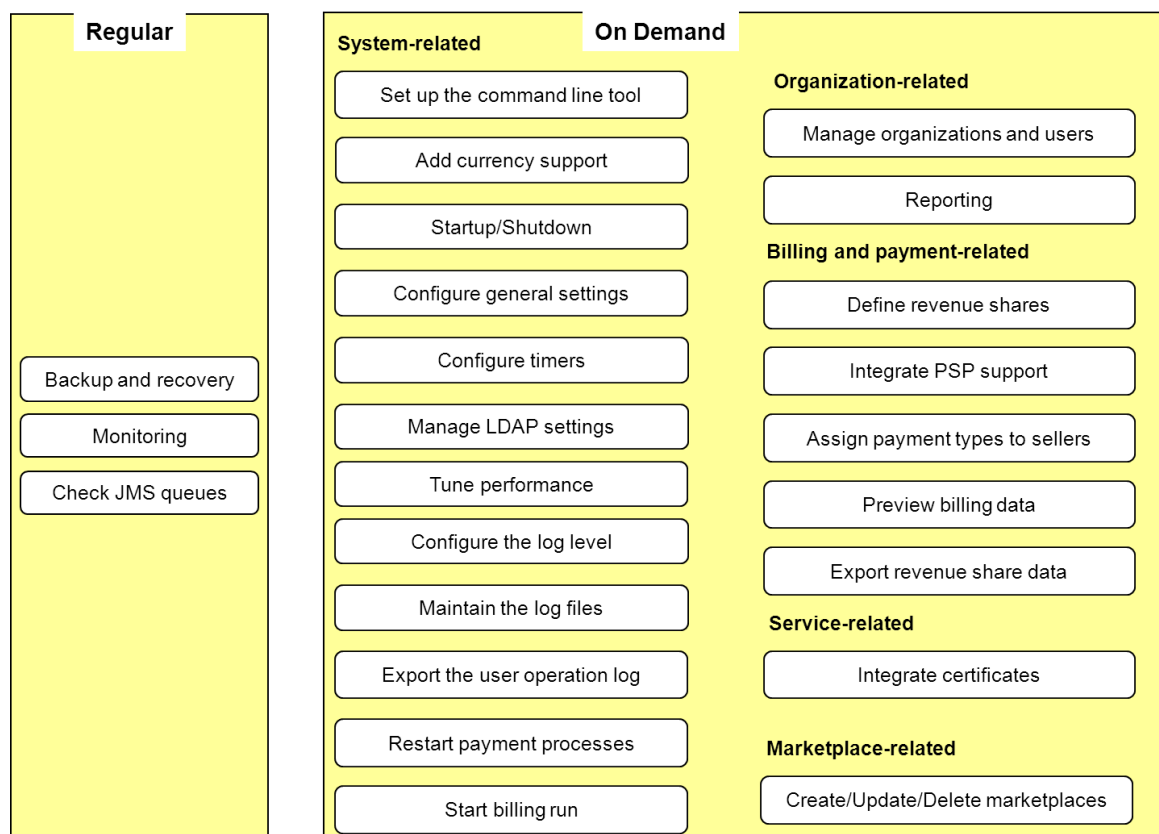 Regular
Backup and recovery
Monitoring
Check JMS queues
On Demand
System-related
Set up the command line tool
Add currency support
Startup/Shutdown
Configure general settings
Configure timers
Manage LDAP settings
Tune performance
Configure the log level
Maintain the log files
Export the user operation log
Restart payment processes
Start billing run
Organization-related
Manage organizations and users
Reporting
Billing and payment-related
Define revenue shares
Integrate PSP support
Assign payment types to sellers
Preview billing data
Export revenue share data
Service-related
Integrate certificates
Marketplace-related
Create/Update/Delete marketplaces